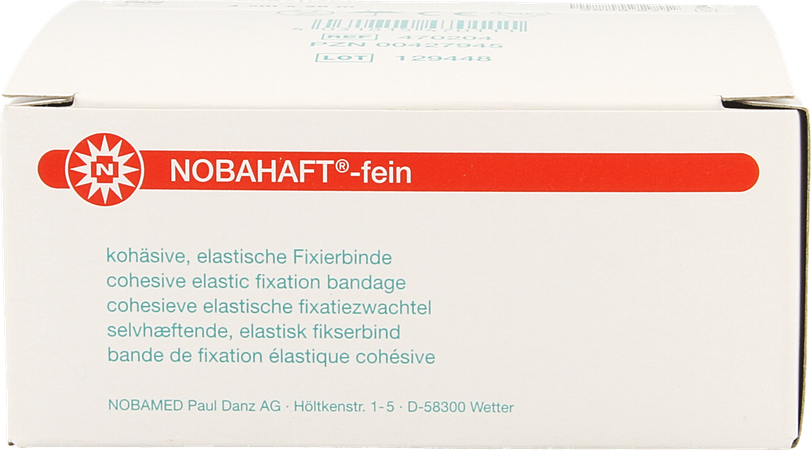 REF 470204
PZN 00427945
LOT 129448
N
NOBAHAFT®-fein
kohäsive, elastische Fixierbinde
cohesive elastic fixation bandage
cohesieve elastische fixatiezwachtel
selvhæftende, elastisk fikserbind
bande de fixation élastique cohésive
NOBAMED Paul Danz AG · Höltkenstr. 1-5 · D-58300 Wetter